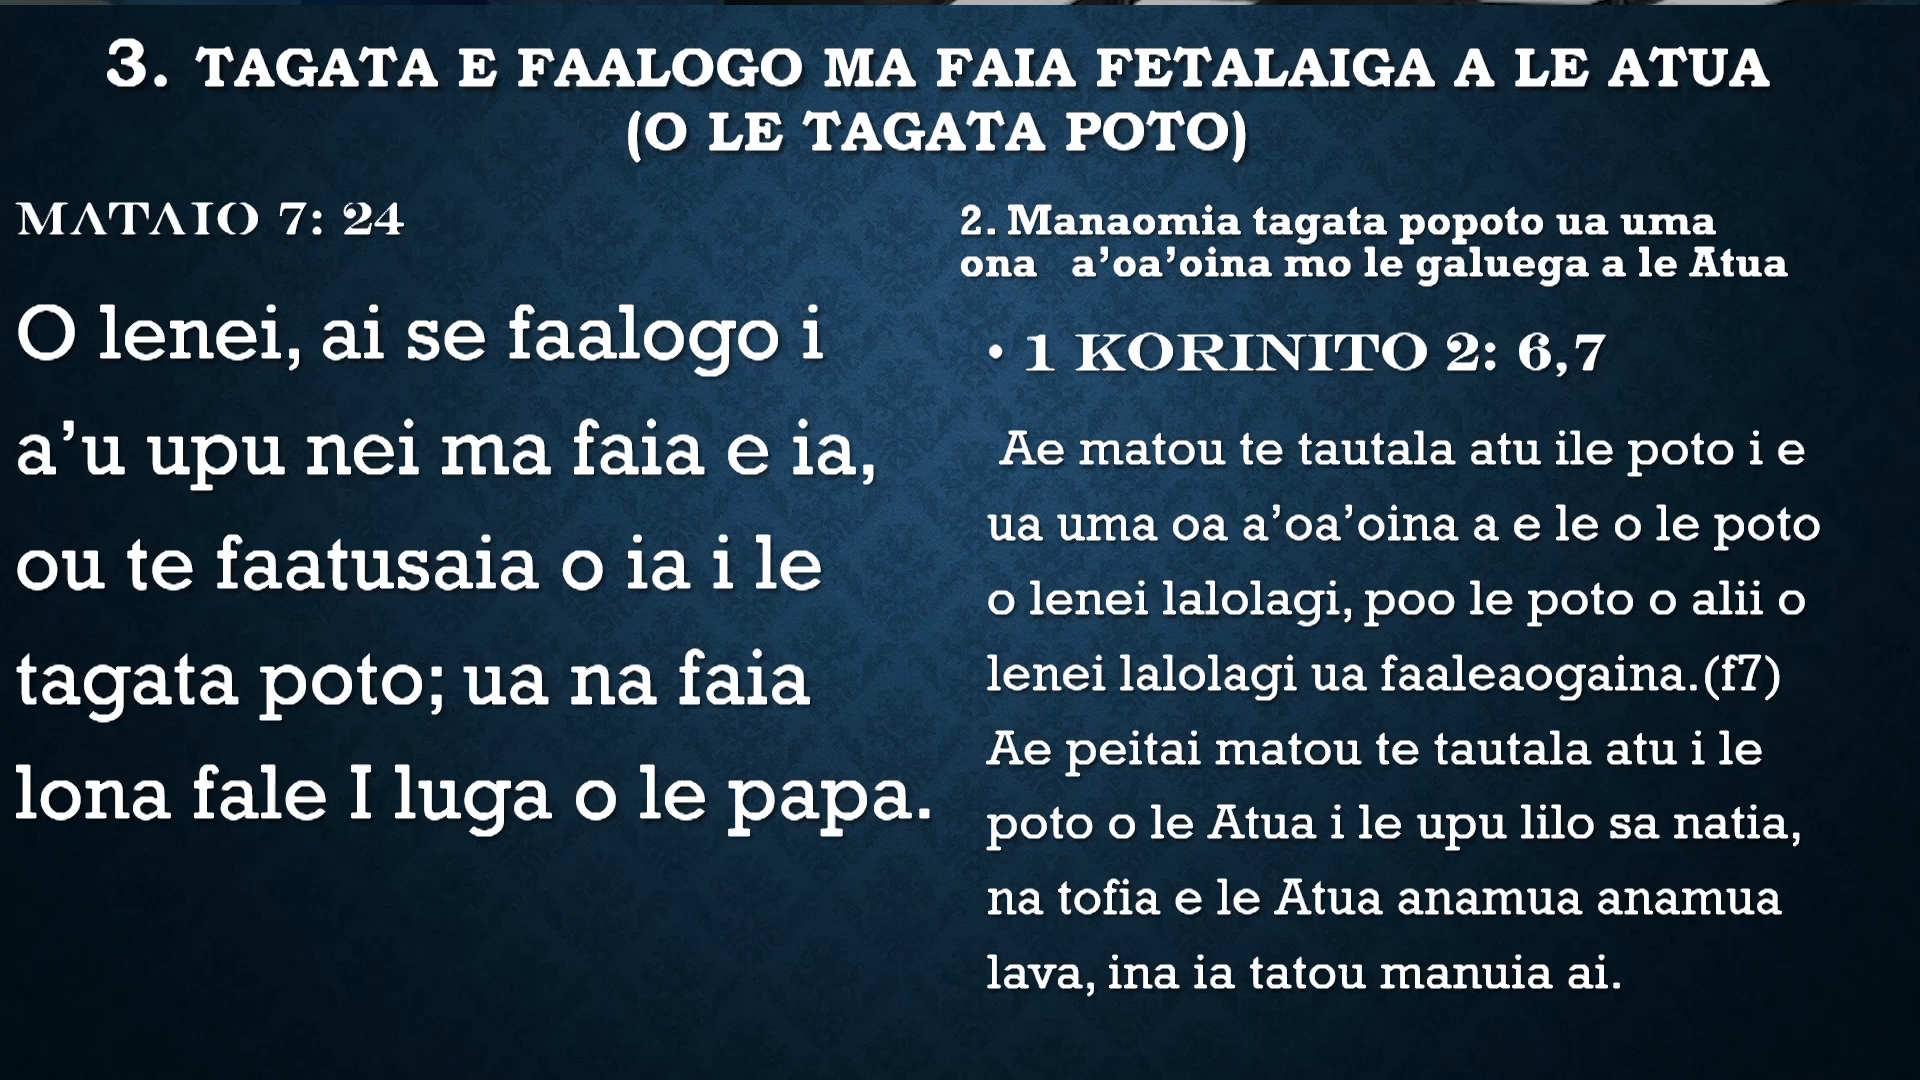 3. TAGATA E FAALOGO MA FAIA FETALAIGA A LE ATUA
(O LE TAGATA POTO)
MATAIO 7: 24
O lenei, ai se faalogo i
a’u upu nei ma faia e ia,
ou te faatusaia o ia i le
tagata poto; ua na faia
lona fale I luga o le papa.
2. Manaomia tagata popoto ua uma
ona a’oa’oina mo le galuega a le Atua
• 1 KORINITO 2: 6,7
Ae matou te tautala atu ile poto i e
ua uma oa a’oa’oina a e le o le poto
o lenei lalolagi, poo le poto o alii o
lenei lalolagi ua faaleaogaina.(f7)
Ae peitai matou te tautala atu i le
poto o le Atua i le upu lilo sa natia,
na tofia e le Atua anamua anamua
lava, ina ia tatou manuia ai.